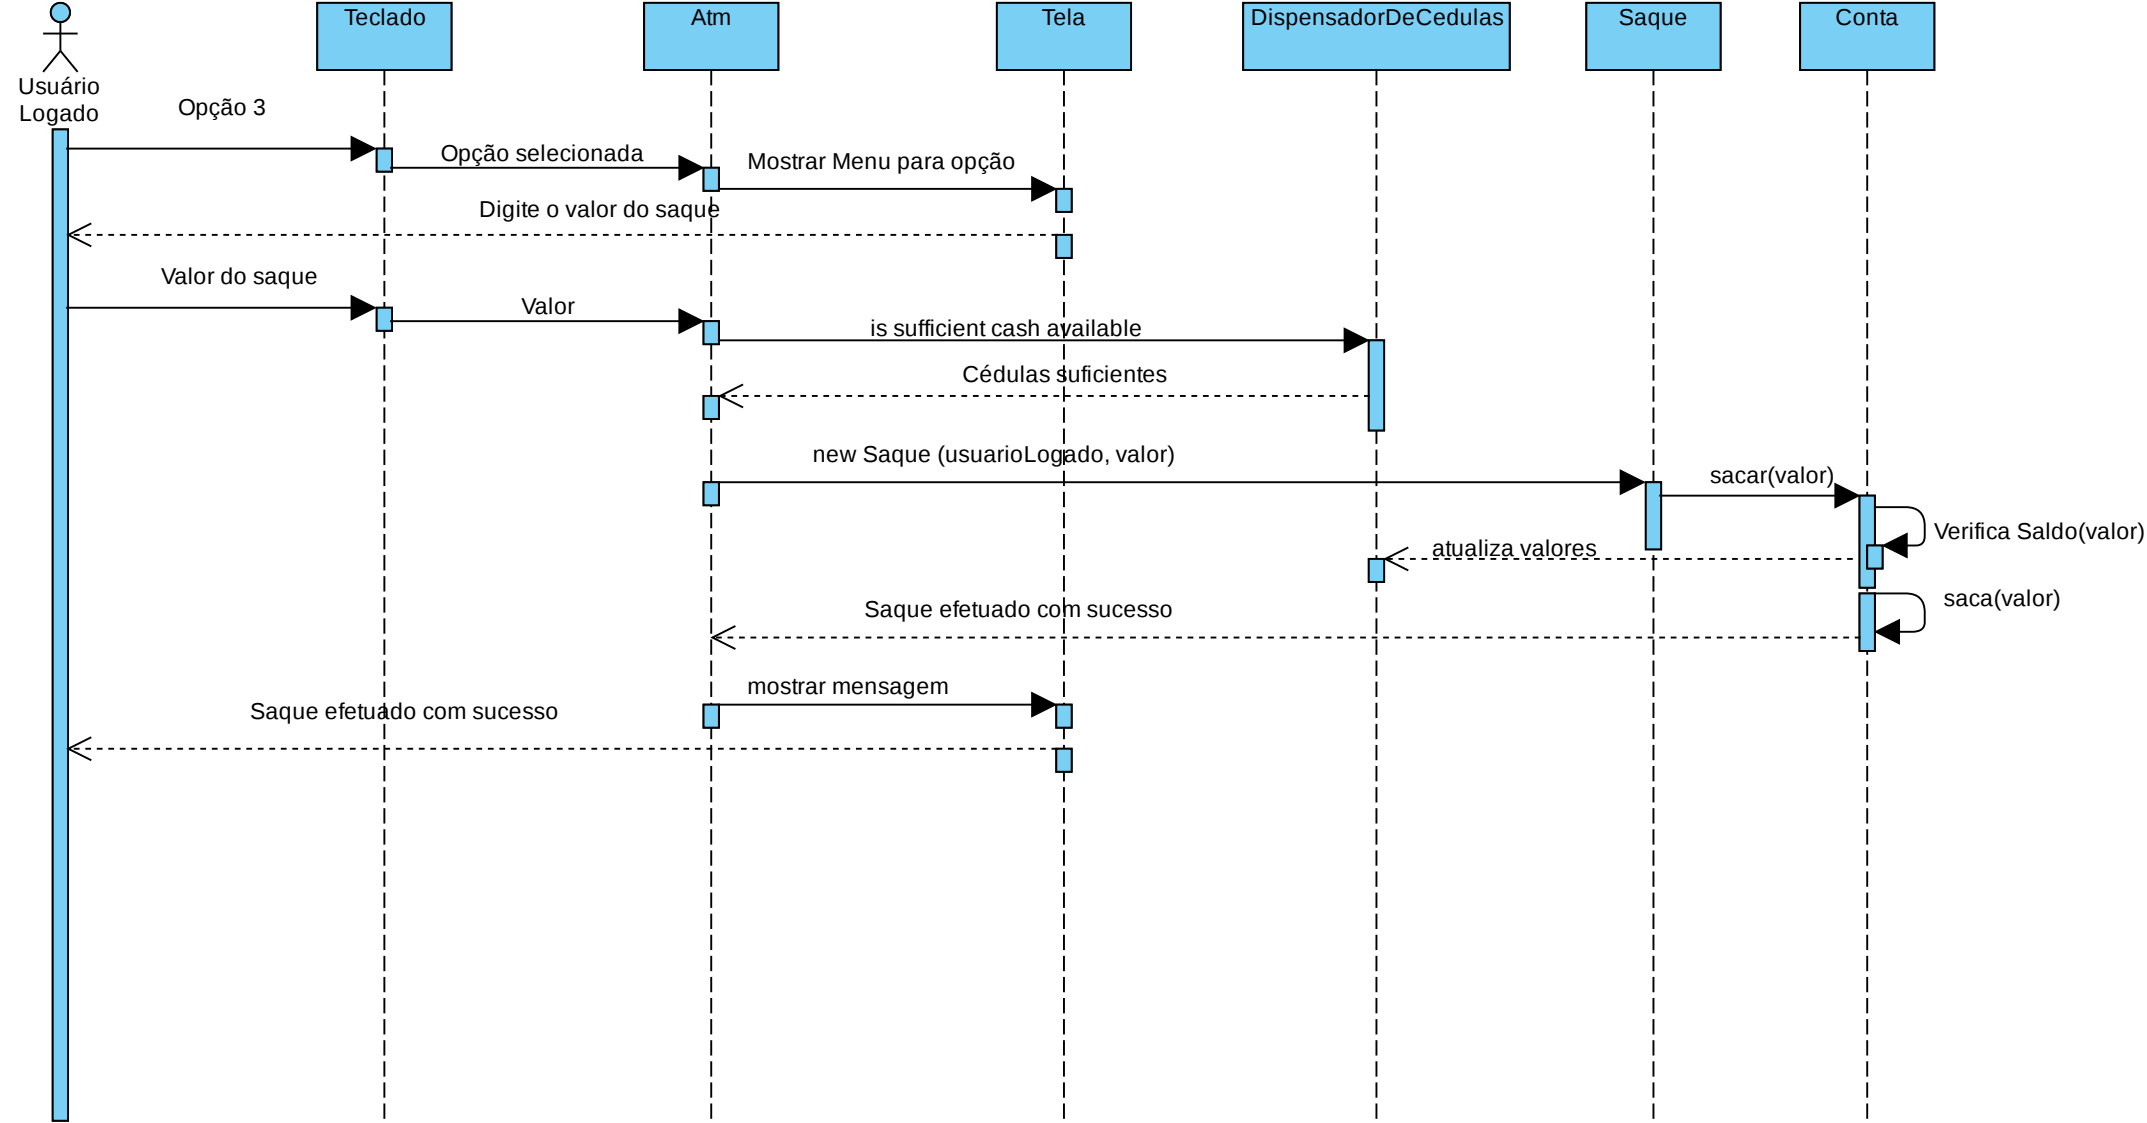 Teclado
Atm
Tela
DispensadorDeCedulas
Saque
Conta
Usuário
Logado
Opção 3
Opção selecionada
Mostrar Menu para opção
Digite o valor do saque
Valor do saque
Valor
is sufficient cash available
Cédulas suficientes
new Saque (usuarioLogado, valor)
sacar(valor)
Verifica Saldo(valor)
atualiza valores
saca(valor)
Saque efetuado com sucesso
mostrar mensagem
Saque efetuado com sucesso